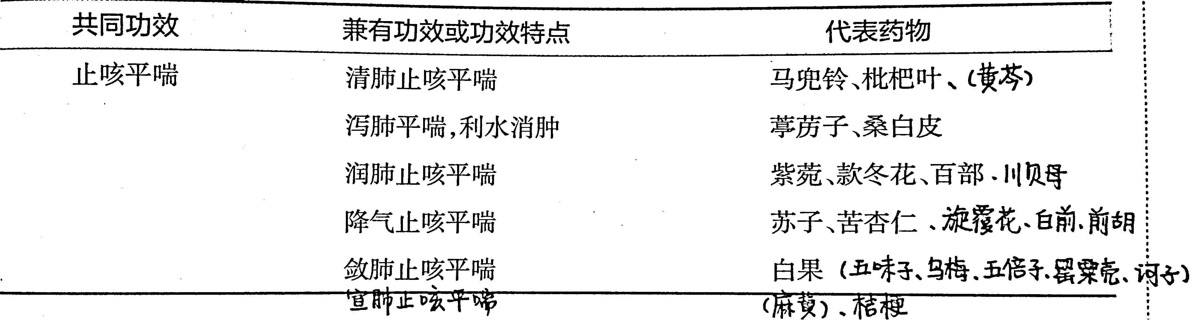 共同功效 兼有功效或功效特点 代表药物
止咳平喘 清肺止咳平喘 马兜铃、枇杷叶、(黄芩)
泻肺平喘,利水消肿 葶苈子、桑白皮
润肺止咳平喘 紫菀、款冬花、百部、川贝母
降气止咳平喘 苏子、苦杏仁、旋覆花、白前、前胡
敛肺止咳平喘 白果(五味子、乌梅、五倍子、罂粟壳、诃子)
宣肺止咳平喘 (麻黄)、桔梗